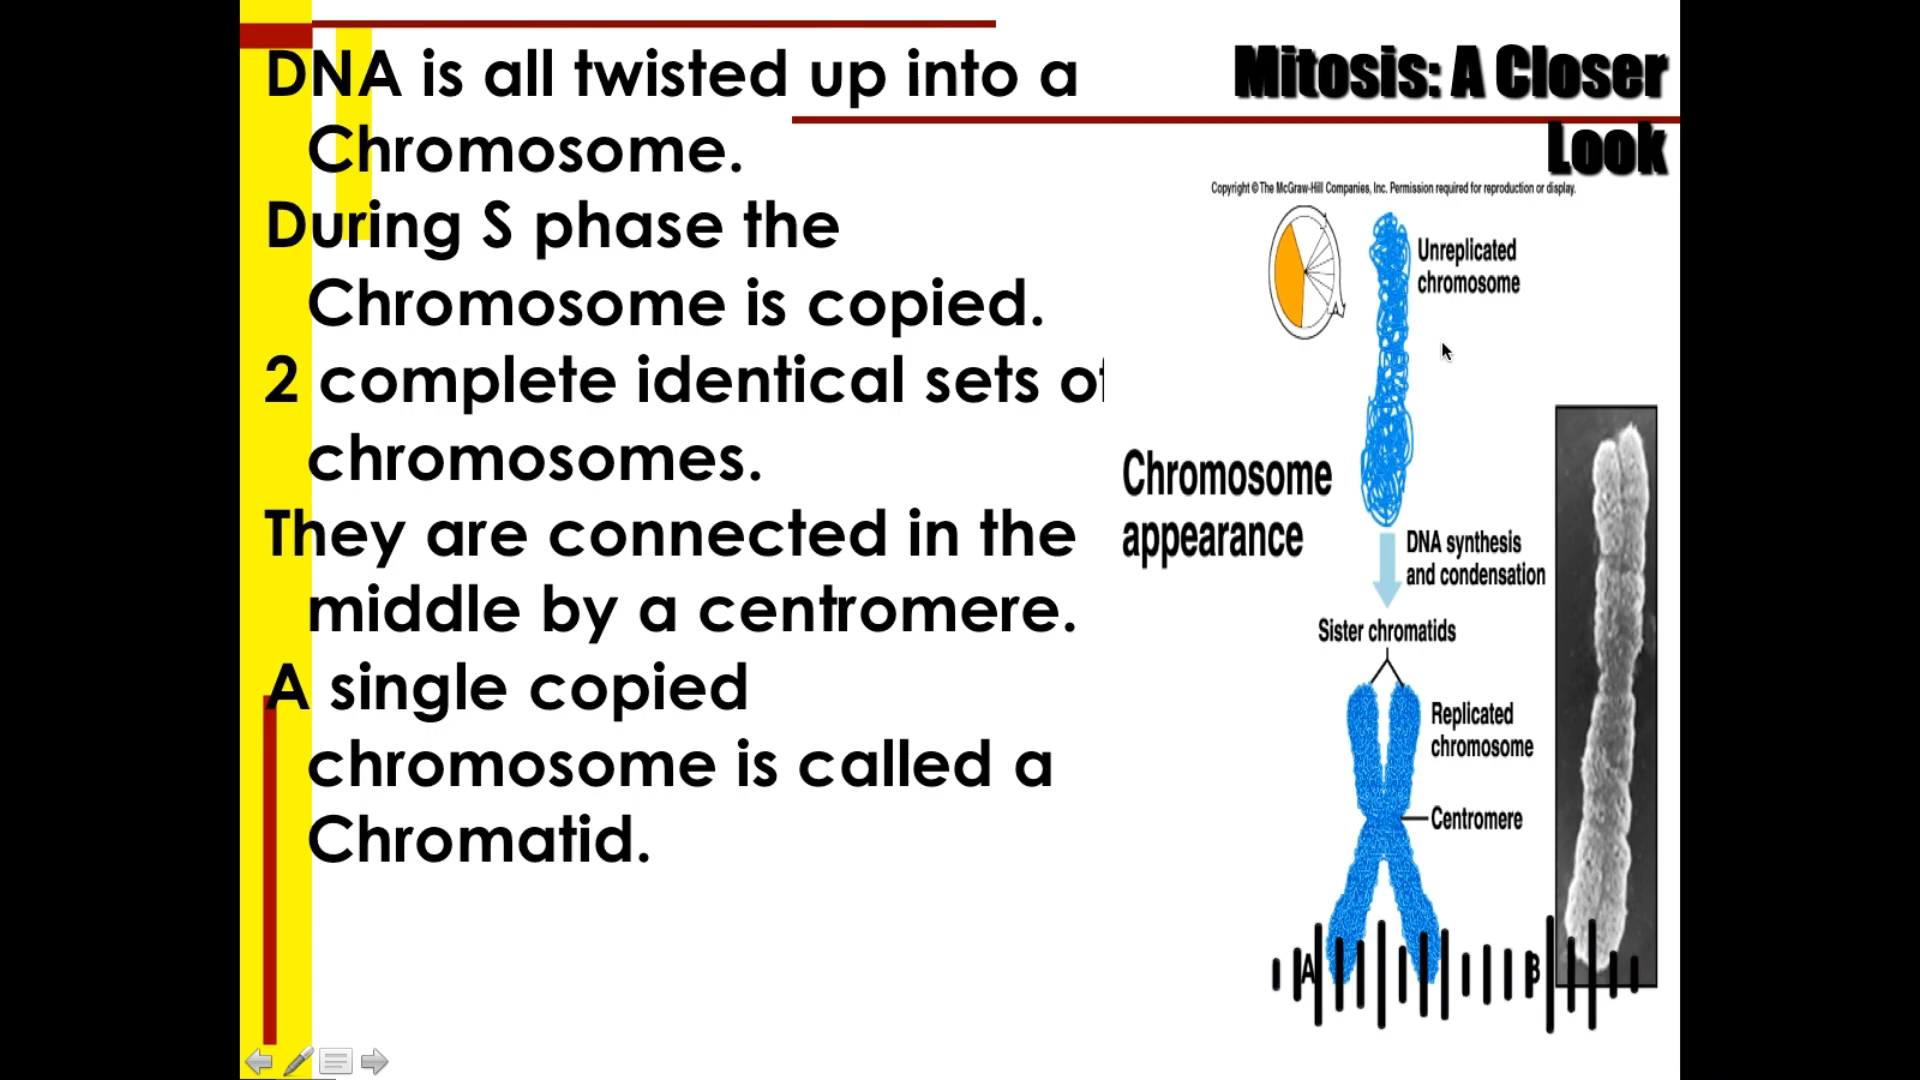 DNA is all twisted up into a
Chromosome.
During S phase the
Chromosome is copied.
2 complete identical sets of
chromosomes.
They are connected in the
middle by a centromere.
A single copied
chromosome is called a
Chromatid.
Mitosis: A Closer
Look
Copyright © The McGraw-Hill Companies, Inc. Permission required for reproduction or display.
Unreplicated
chromosome
Chromosome
appearance
DNA synthesis
and condensation
Sister chromatids
Replicated
chromosome
Centromere
A
B